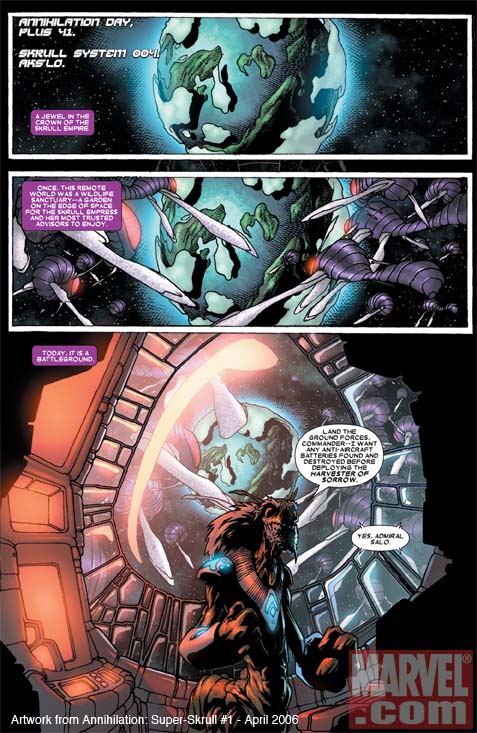 ANNIHILATION DAY,
PLUS 41.
SKRULL SYSTEM 004.
AKS'LO.
A JEWEL IN THE
CROWN OF THE
SKRULL EMPIRE.
ONCE, THIS REMOTE
WORLD WAS A WILDLIFE
SANCTUARY--A GARDEN
ON THE EDGE OF SPACE
FOR THE SKRULL EMPRESS
AND HER MOST TRUSTED
ADVISORS TO ENJOY.
TODAY, IT IS A
BATTLEGROUND.
LAND THE
GROUND FORCES,
COMMANDER--I WANT
ANY ANTI-AIRCRAFT
BATTERIES FOUND AND
DESTROYED BEFORE
DEPLOYING THE
HARVESTER OF
SORROW.
YES, ADMIRAL
SALO.
MARVEL
.com
Artwork from Annihilation: Super-Skrull #1 - April 2006